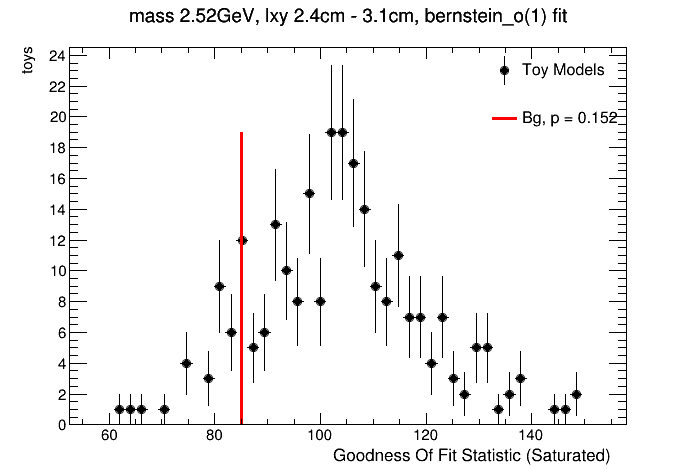 mass 2.52GeV, lxy 2.4cm - 3.1cm, bernstein_o(1) fit
toys
24
22
20
18
16
14
12
10
8
6
4
2
0
Toy Models
Bg, p = 0.152
60 80 100 120 140
Goodness Of Fit Statistic (Saturated)